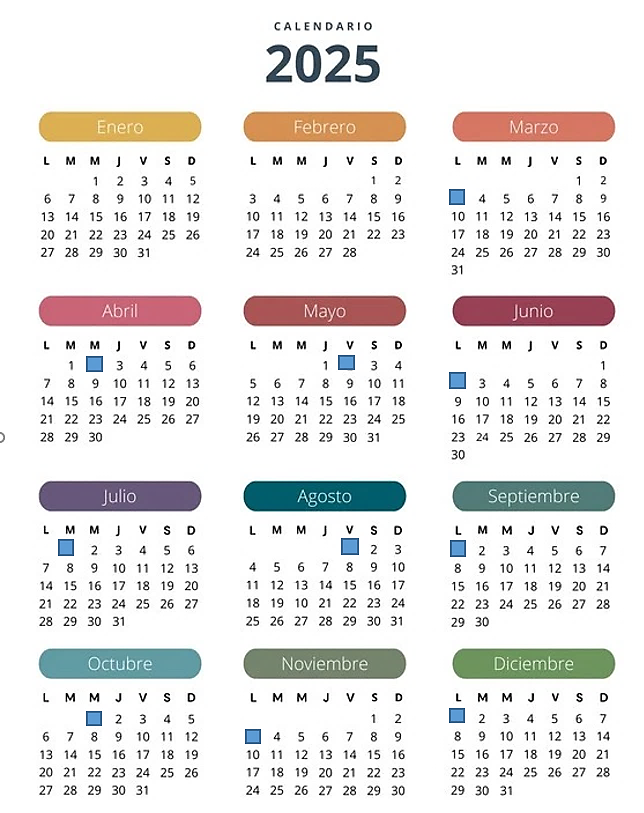 CALENDARIO
2025
Enero
L M M J V S D
1 2 3 4 5
6 7 8 9 10 11 12
13 14 15 16 17 18 19
20 21 22 23 24 25 26
27 28 29 30 31
Febrero
L M M J V S D
1 2
3 4 5 6 7 8 9
10 11 12 13 14 15 16
17 18 19 20 21 22 23
24 25 26 27 28
Marzo
L M M J V S D
1 2
4 5 6 7 8 9
10 11 12 13 14 15 16
17 18 19 20 21 22 23
24 25 26 27 28 29 30
31
Abril
L M M J V S D
1 3 4 5 6
7 8 9 10 11 12 13
14 15 16 17 18 19 20
21 22 23 24 25 26 27
28 29 30
Mayo
L M M J V S D
1 3 4
5 6 7 8 9 10 11
12 13 14 15 16 17 18
19 20 21 22 23 24 25
26 27 28 29 30 31
Junio
L M M J V S D
1
3 4 5 6 7 8
9 10 11 12 13 14 15
16 17 18 19 20 21 22
23 24 25 26 27 28 29
30
Julio
L M M J V S D
2 3 4 5 6
7 8 9 10 11 12 13
14 15 16 17 18 19 20
21 22 23 24 25 26 27
28 29 30 31
Agosto
L M M J V S D
2 3
4 5 6 7 8 9 10
11 12 13 14 15 16 17
18 19 10 21 22 23 24
25 26 27 28 29 30 31
Septiembre
L M M J V S D
2 3 4 5 6 7
8 9 10 11 12 13 14
15 16 17 18 19 20 21
22 23 24 25 26 27 28
29 30
Octubre
L M M J V S D
2 3 4 5
6 7 8 9 10 11 12
13 14 15 16 17 18 19
20 21 22 23 24 25 26
27 28 29 30 31
Noviembre
L M M J V S D
1 2
4 5 6 7 8 9
10 11 12 13 14 15 16
17 18 19 20 21 22 23
24 25 26 27 28 29 30
Diciembre
L M M J V S D
2 3 4 5 6 7
8 9 10 11 12 13 14
15 16 17 18 19 20 21
22 23 24 25 26 27 28
29 30 31